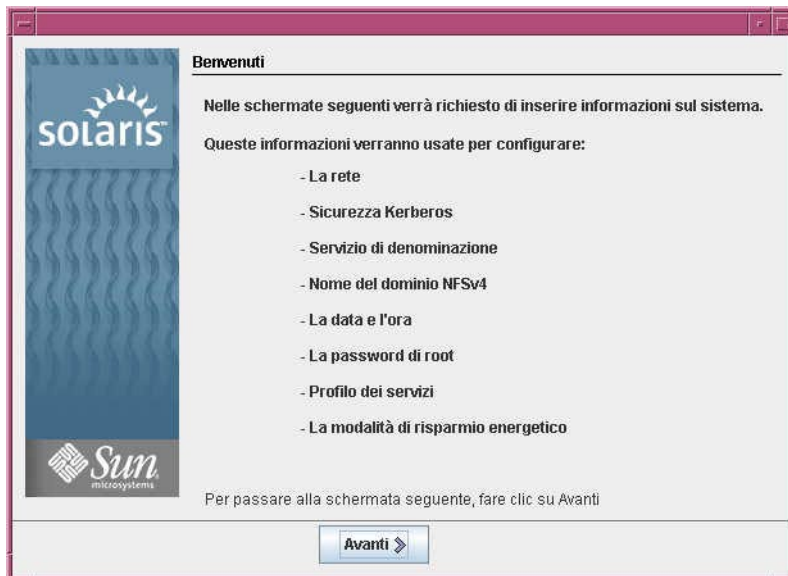 solaris™
Sun
microsystems
Benvenuti
Nelle schermate seguenti verrà richiesto di inserire informazioni sul sistema.
Queste informazioni verranno usate per configurare:
- La rete
- Sicurezza Kerberos
- Servizio di denominazione
- Nome del dominio NFSv4
- La data e l'ora
- La password di root
- Profilo dei servizi
- La modalità di risparmio energetico
Per passare alla schermata seguente, fare clic su Avanti
Avanti